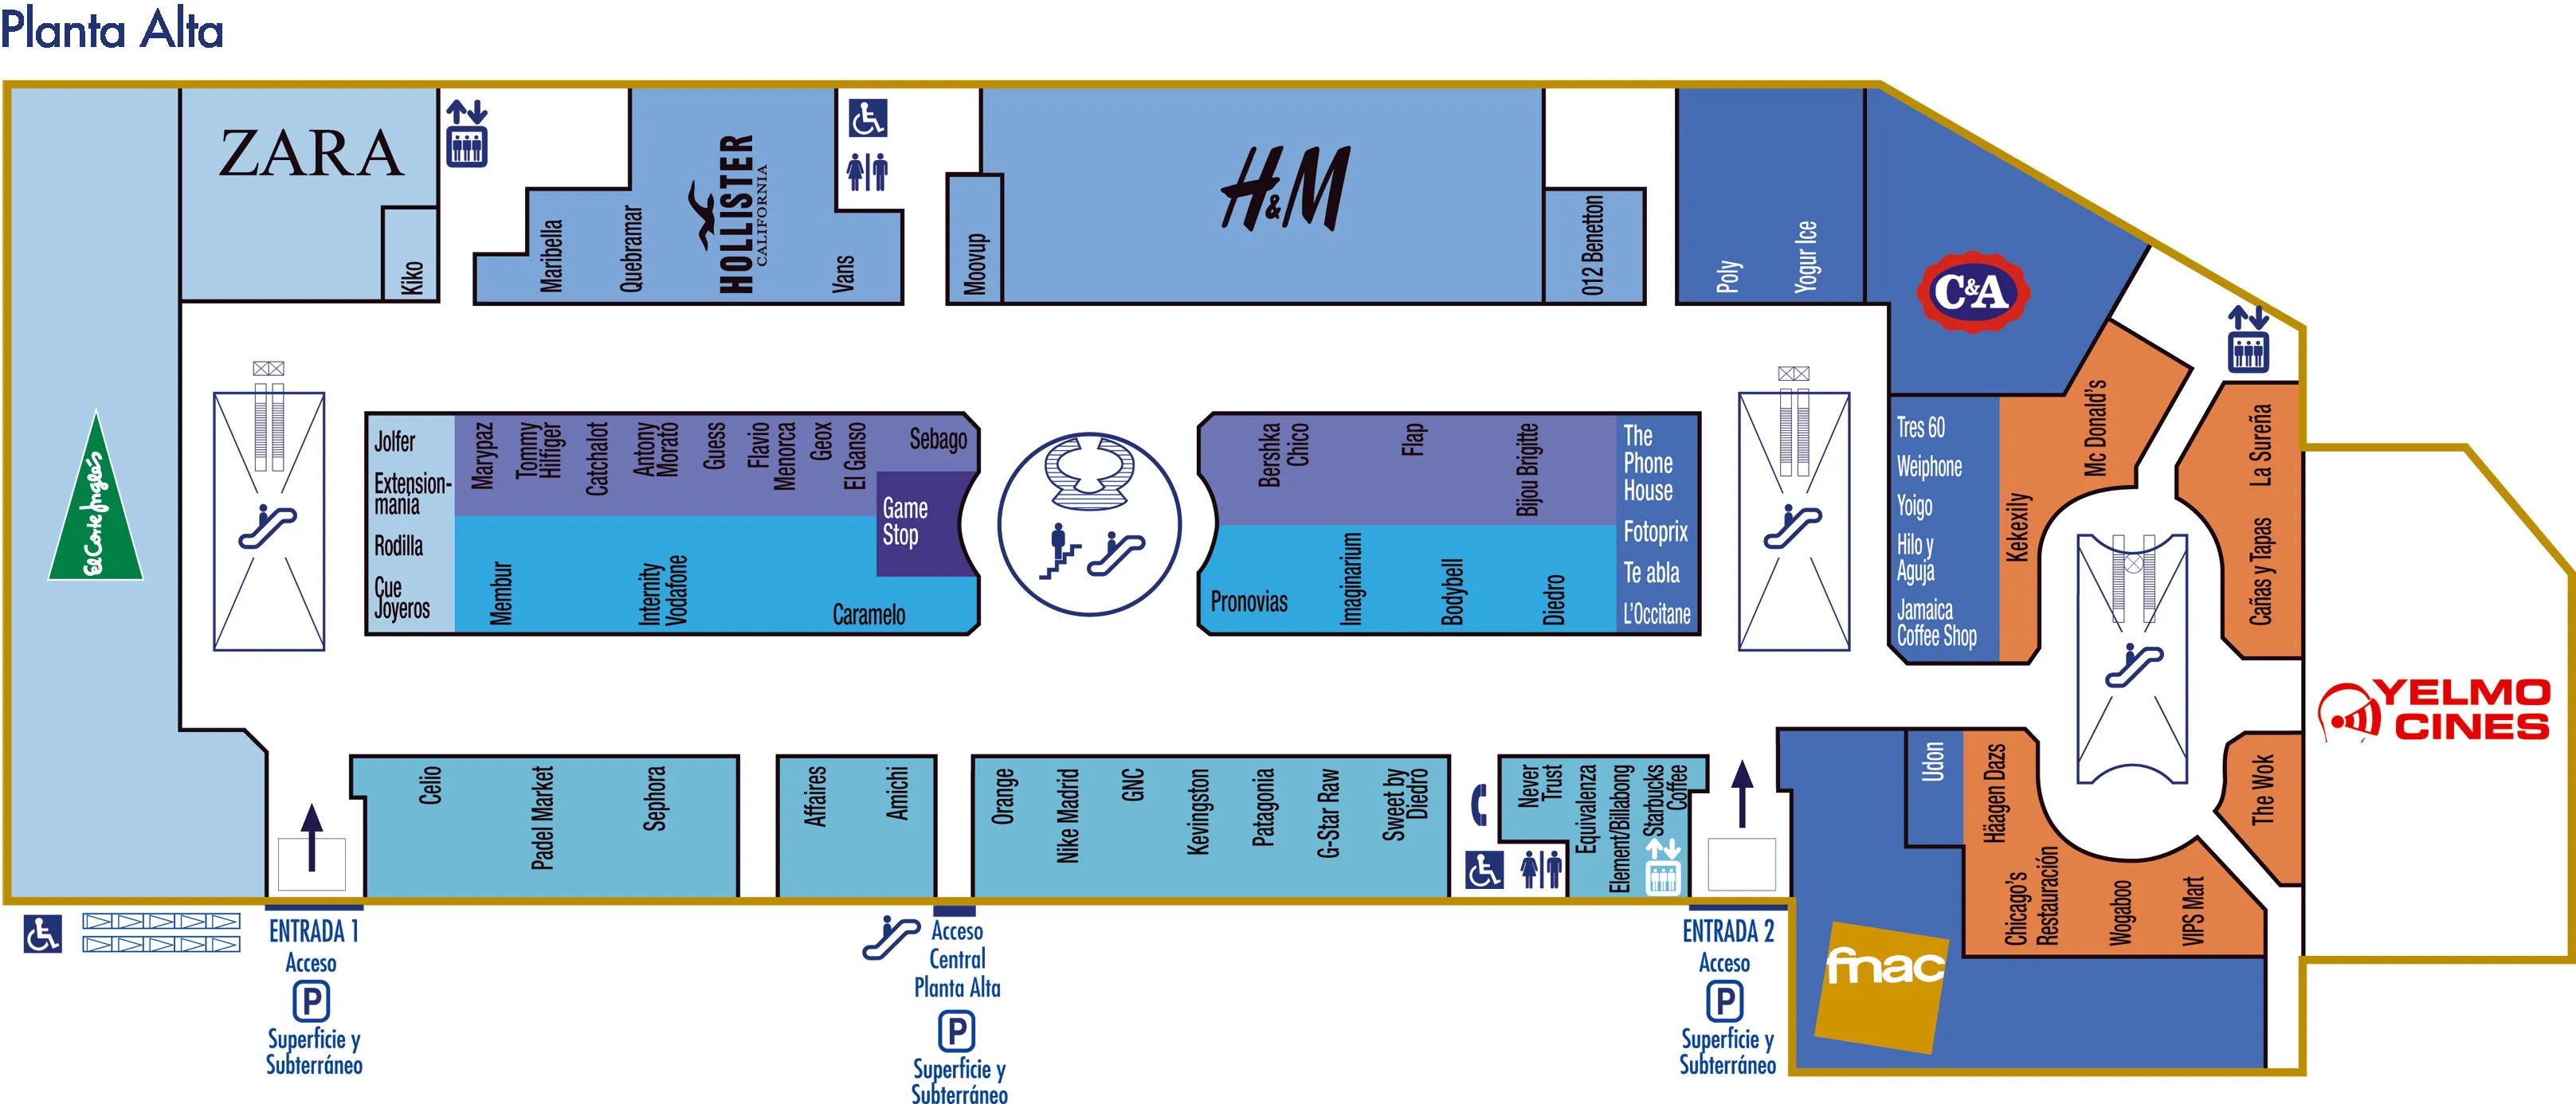 Planta Alta
ZARA
Kiko
Maribella
Quebramar
HOLLISTER
CALIFORNIA
Vans
Moovup
H&M
012 Benetton
Poly
Yogur Ice
C&A
El Corte Inglés
Jolfer
Extension-
manía
Rodilla
Cue
Joyeros
Marypaz
Tommy
Hilfiger
Catchalot
Antony
Morato
Guess
Flavio
Menorca
Geox
El Ganso
Sebago
Game
Stop
Membur
Internity
Vodafone
Caramelo
Bershka
Chico
Flap
Bijou Brigitte
Pronovias
Imaginarium
Bodybell
Diedro
The
Phone
House
Fotoprix
Te abla
L'Occitane
Tres 60
Weiphone
Yoigo
Hilo y
Aguja
Jamaica
Coffee Shop
Kekexily
Mc Donald's
La Sureña
Cañas y Tapas
YELMO
CINES
Celio
Padel Market
Sephora
Affaires
Amichi
Orange
Nike Madrid
GNC
Kevingston
Patagonia
G-Star Raw
Sweet by
Diedro
Never
Trust
Equivalenza
Element/Billabong
Starbucks
Coffee
Udon
Häagen Dazs
Chicago's
Restauración
Wogaboo
VIPS Mart
The Wok
fnac
ENTRADA 1
Acceso
P
Superficie y
Subterráneo
Acceso
Central
Planta Alta
P
Superficie y
Subterráneo
ENTRADA 2
Acceso
P
Superficie y
Subterráneo